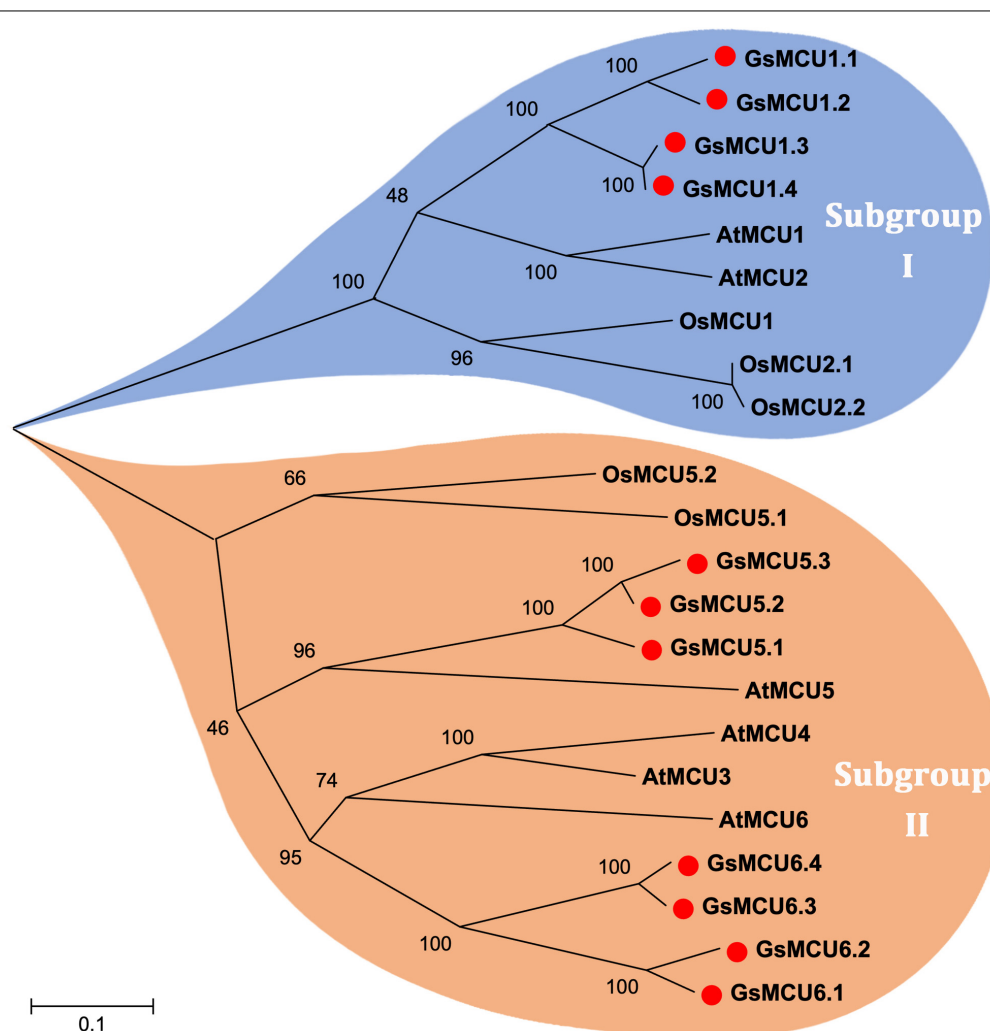 100
GsMCU1.1
GsMCU1.2
100
GsMCU1.3
100
GsMCU1.4
48
Subgroup
I
AtMCU1
100
AtMCU2
100
OsMCU1
96
OsMCU2.1
100
OsMCU2.2
66
OsMCU5.2
OsMCU5.1
100
GsMCU5.3
100
GsMCU5.2
GsMCU5.1
96
AtMCU5
46
100
AtMCU4
74
AtMCU3
Subgroup
II
AtMCU6
95
100
GsMCU6.4
GsMCU6.3
100
GsMCU6.2
100
GsMCU6.1
0.1